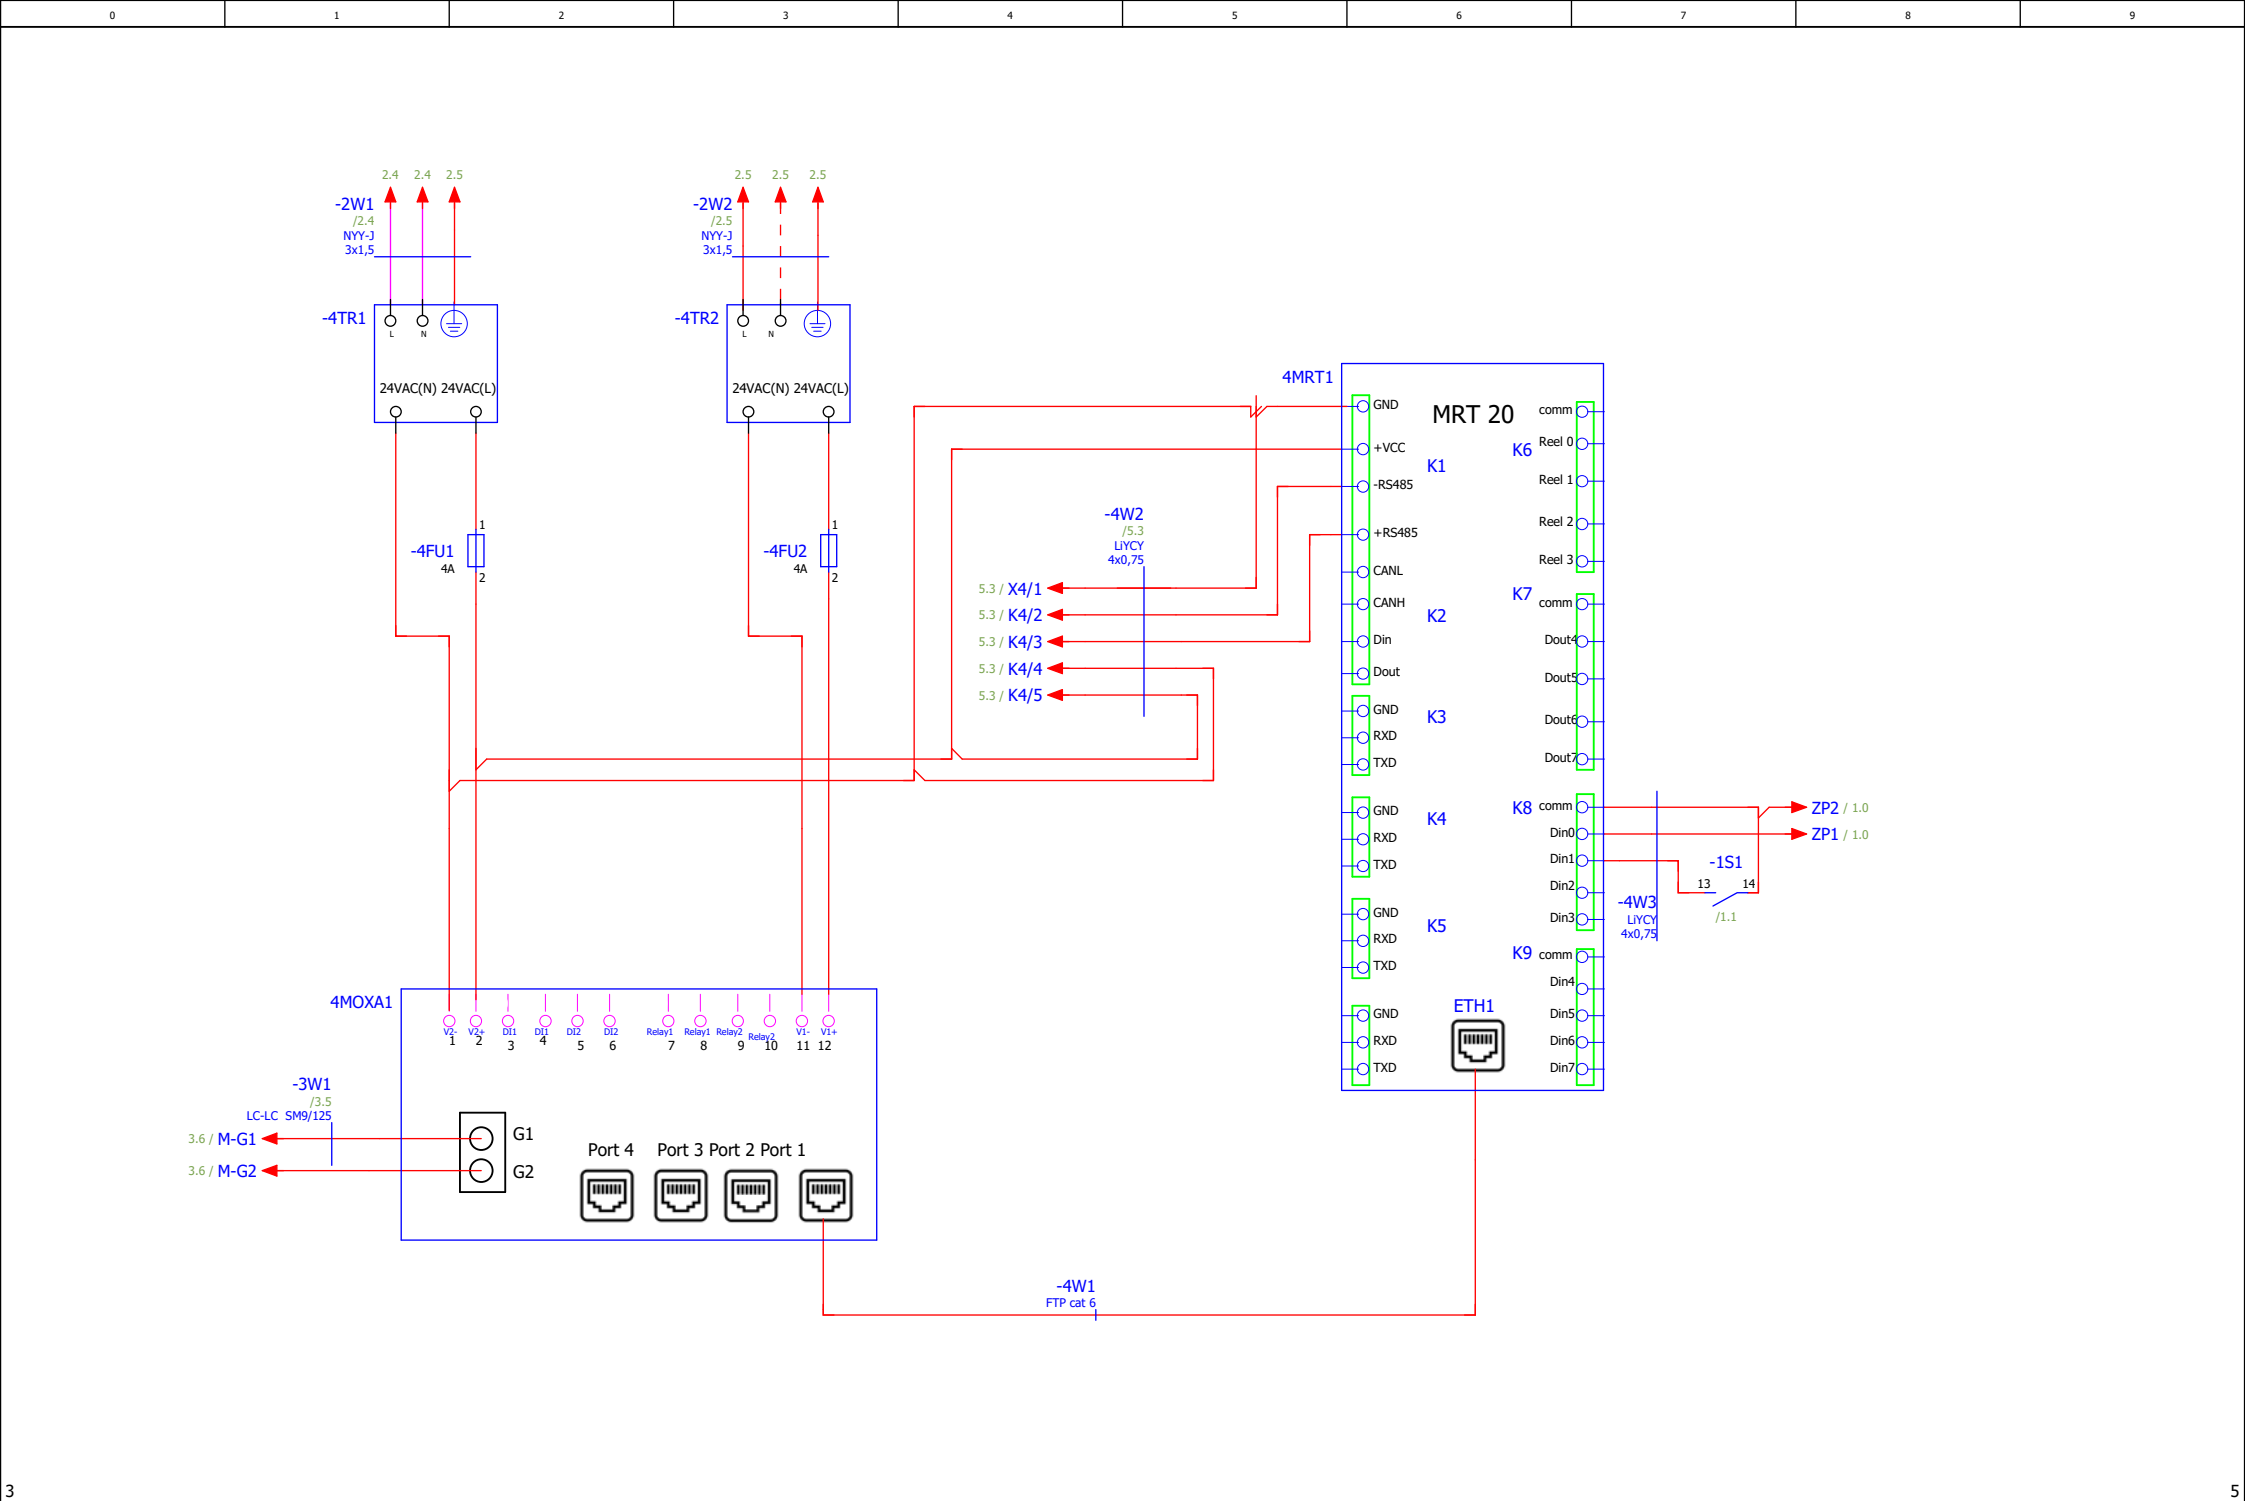 0 1 2 3 4 5 6 7 8 9
2.4 2.4 2.5
-2W1
/2.4
NYY-J
3x1,5
2.5 2.5 2.5
-2W2
/2.5
NYY-J
3x1,5
-4TR1
L N
24VAC(N) 24VAC(L)
-4TR2
L N
24VAC(N) 24VAC(L)
-4FU1
4A
1
2
-4FU2
4A
1
2
-4W2
/5.3
LiYCY
4x0,75
5.3 / X4/1
5.3 / K4/2
5.3 / K4/3
5.3 / K4/4
5.3 / K4/5
4MRT1
MRT 20
GND
+VCC
K1
-RS485
+RS485
CANL
CANH
K2
Din
Dout
GND
K3
RXD
TXD
GND
K4
RXD
TXD
GND
K5
RXD
TXD
GND
RXD
TXD
comm
Reel 0
K6
Reel 1
Reel 2
Reel 3
K7
comm
Dout4
Dout5
Dout6
Dout7
K8 comm
Din0
Din1
Din2
Din3
K9 comm
Din4
Din5
Din6
Din7
ETH1
ZP2 / 1.0
ZP1 / 1.0
-1S1
13 14
/1.1
-4W3
LiYCY
4x0,75
4MOXA1
V2- V2+ DI1 DI1 DI2 DI2 Relay1 Relay1 Relay2 Relay2 V1- V1+
1 2 3 4 5 6 7 8 9 10 11 12
-3W1
/3.5
LC-LC SM9/125
3.6 / M-G1
3.6 / M-G2
G1
G2
Port 4 Port 3 Port 2 Port 1
-4W1
FTP cat 6
3
5